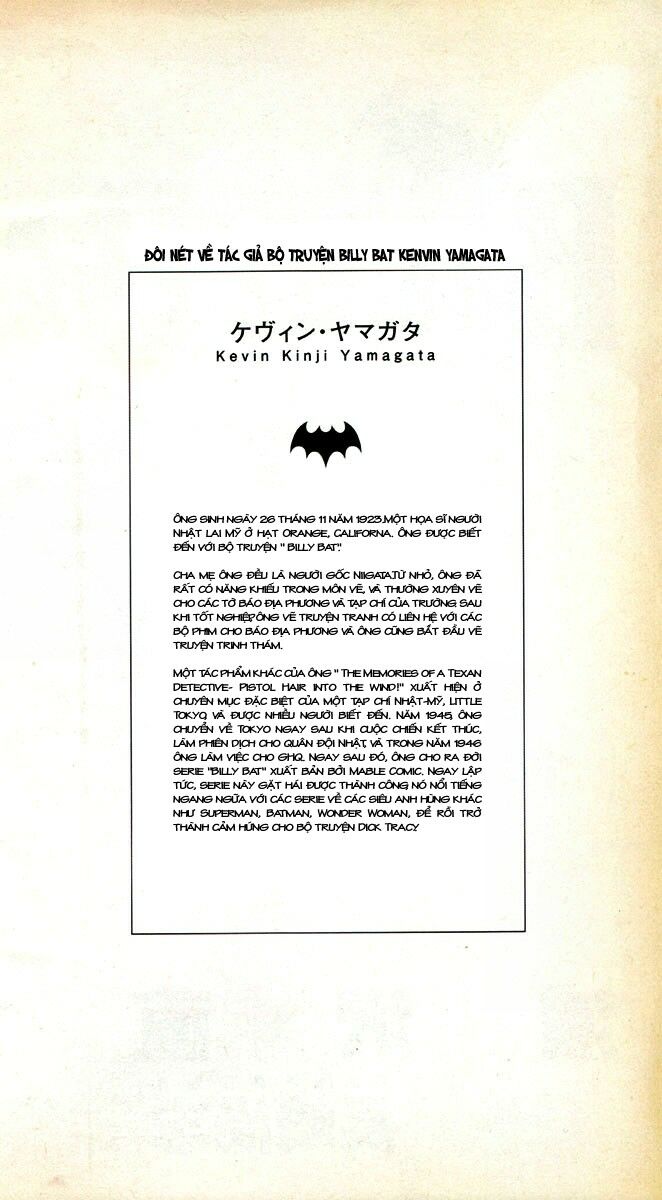 ĐÔI NÉT VỀ TÁC GIẢ BỘ TRUYỆN BILLY BAT KENVIN YAMAGATA
ケヴィン・ヤマガタ
Kevin Kinji Yamagata
ÔNG SINH NGÀY 26 THÁNG 11 NĂM 1923.MỘT HỌA SĨ NGƯỜI
NHẬT LAI MỸ Ở HẠT ORANGE, CALIFORNA. ÔNG ĐƯỢC BIẾT
ĐẾN VỚI BỘ TRUYỆN " BILLY BAT".
CHA MẸ ÔNG ĐỀU LÀ NGƯỜI GỐC NIIGATA.TỪ NHỎ, ÔNG ĐÃ
RẤT CÓ NĂNG KHIẾU TRONG MÔN VẼ, VÀ THƯỜNG XUYÊN VẼ
CHO CÁC TỜ BÁO ĐỊA PHƯƠNG VÀ TẠP CHÍ CỦA TRƯỜNG. SAU
KHI TỐT NGHIỆP,ÔNG VẼ TRUYỆN TRANH CÓ LIÊN HỆ VỚI CÁC
BỘ PHIM CHO BÁO ĐỊA PHƯƠNG VÀ ÔNG CŨNG BẮT ĐẦU VẼ
TRUYỆN TRINH THÁM.
MỘT TÁC PHẨM KHÁC CỦA ÔNG " THE MEMORIES OF A TEXAN
DETECTIVE- PISTOL HAIR INTO THE WIND!" XUẤT HIỆN Ở
CHUYÊN MỤC ĐẶC BIỆT CỦA MỘT TẠP CHÍ NHẬT-MỸ, LITTLE
TOKYO, VÀ ĐƯỢC NHIỀU NGƯỜI BIẾT ĐẾN. NĂM 1945, ÔNG
CHUYỂN VỀ TOKYO NGAY SAU KHI CUỘC CHIẾN KẾT THÚC,
LÀM PHIÊN DỊCH CHO QUÂN ĐỘI NHẬT, VÀ TRONG NĂM 1946
ÔNG LÀM VIỆC CHO GHQ. NGAY SAU ĐÓ, ÔNG CHO RA ĐỜI
SERIE "BILLY BAT" XUẤT BẢN BỞI MABLE COMIC. NGAY LẬP
TỨC, SERIE NÀY GẶT HÁI ĐƯỢC THÀNH CÔNG, NÓ NỔI TIẾNG
NGANG NGỬA VỚI CÁC SERIE VỀ CÁC SIÊU ANH HÙNG KHÁC
NHƯ SUPERMAN, BATMAN, WONDER WOMAN, ĐỂ RỒI TRỞ
THÀNH CẢM HỨNG CHO BỘ TRUYỆN DICK TRACY.